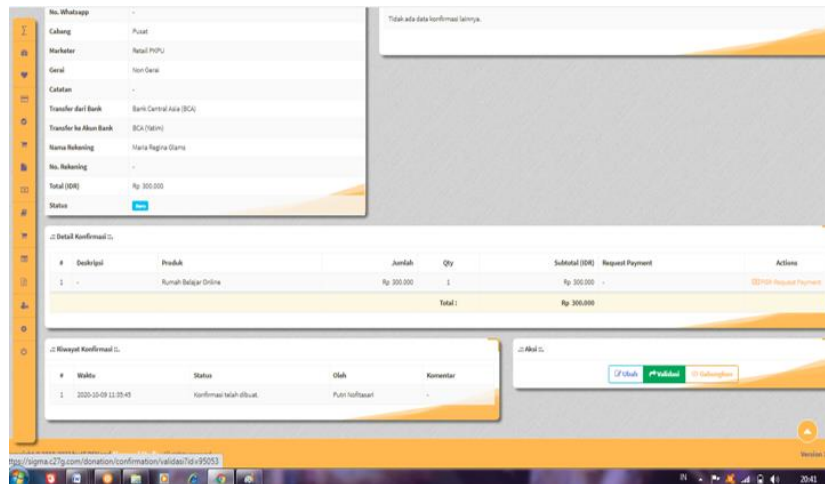 No. Whatsapp -
Tidak ada data konfirmasi lainnya.
Cabang Pusat
Marketer Retail PKPU
Gerai Non Gerai
Catatan -
Transfer dari Bank Bank Central Asia (BCA)
Transfer ke Akun Bank BCA (Yatim)
Nama Rekening Maria Regina Glams
No. Rekening -
Total (IDR) Rp 300.000
Status
.:: Detail Konfirmasi ::.
# Deskripsi Produk Jumlah Qty Subtotal (IDR) Request Payment Actions
1 - Rumah Belajar Online Rp 300.000 1 Rp 300.000 - PDF Request Payment
Total : Rp 300.000
.:: Riwayat Konfirmasi ::.
.:: Aksi ::.
# Waktu Status Oleh Komentar
Ubah Validasi Gabungkan
1 2020-10-09 11:35:45 Konfirmasi telah dibuat. Putri Nofitasari -
Version
https://sigma.c27g.com/donation/confirmation/validasi?id=95053
IN 20:41